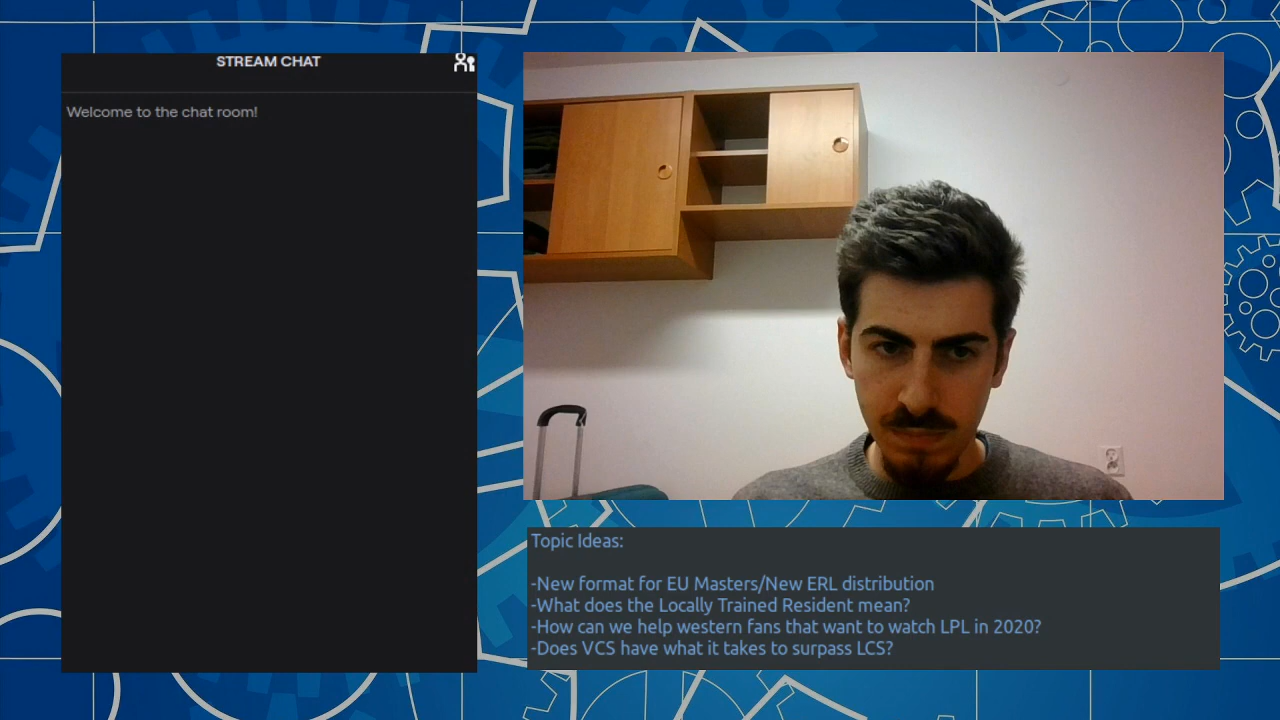 STREAM CHAT
Welcome to the chat room!
Topic Ideas:
-New format for EU Masters/New ERL distribution
-What does the Locally Trained Resident mean?
-How can we help western fans that want to watch LPL in 2020?
-Does VCS have what it takes to surpass LCS?